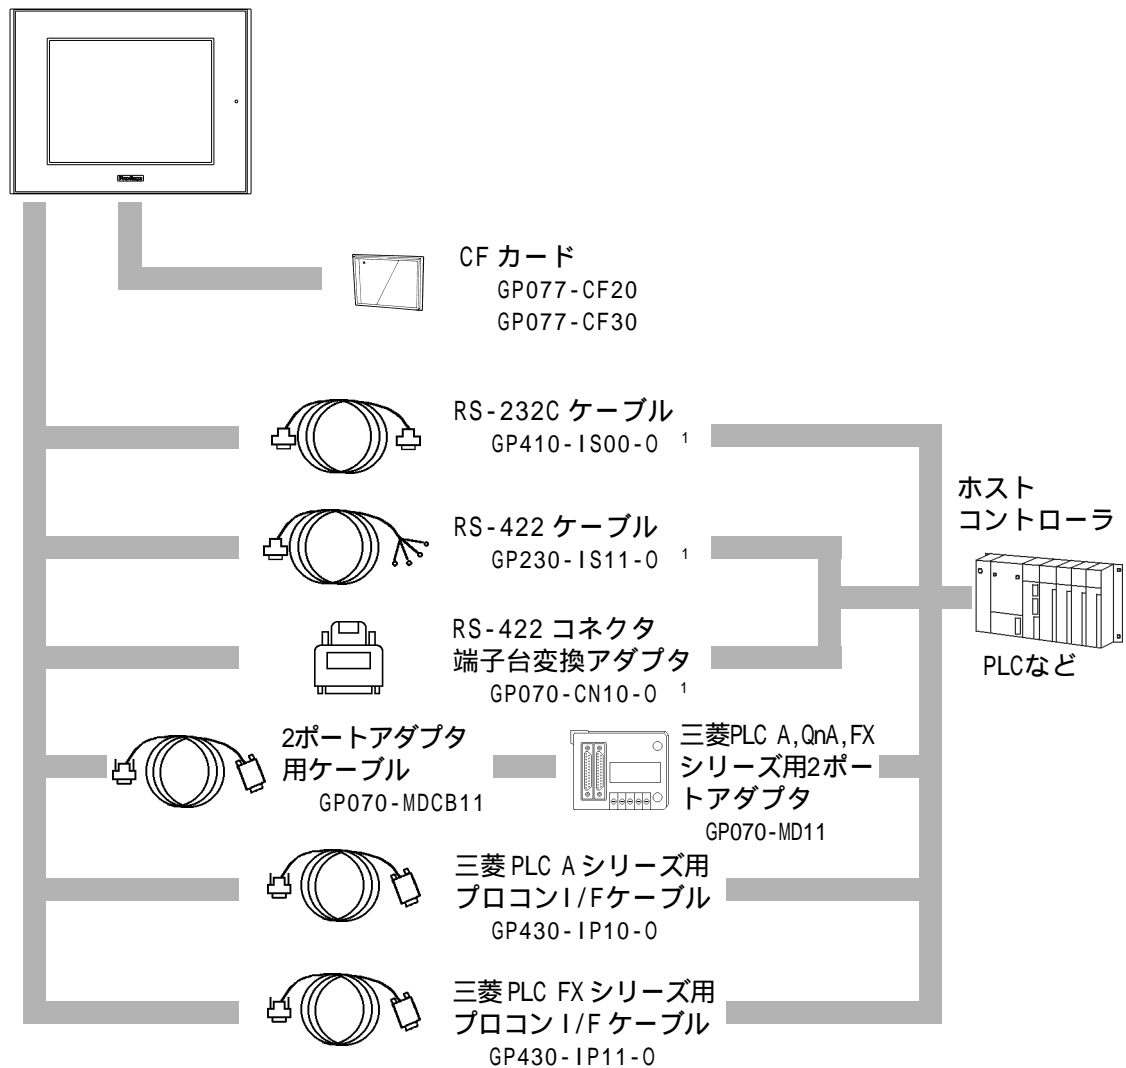 CF カード
GP077-CF20
GP077-CF30
RS-232C ケーブル
GP410-IS00-O 1
RS-422 ケーブル
GP230-IS11-O 1
RS-422 コネクタ
端子台変換アダプタ
GP070-CN10-O 1
ホスト
コントローラ
PLCなど
2ポートアダプタ
用ケーブル
GP070-MDCB11
三菱PLC A,QnA,FX
シリーズ用2ポー
トアダプタ
GP070-MD11
三菱 PLC A シリーズ用
プロコン I/Fケーブル
GP430-IP10-O
三菱 PLC FX シリーズ用
プロコン I/F ケーブル
GP430-IP11-O